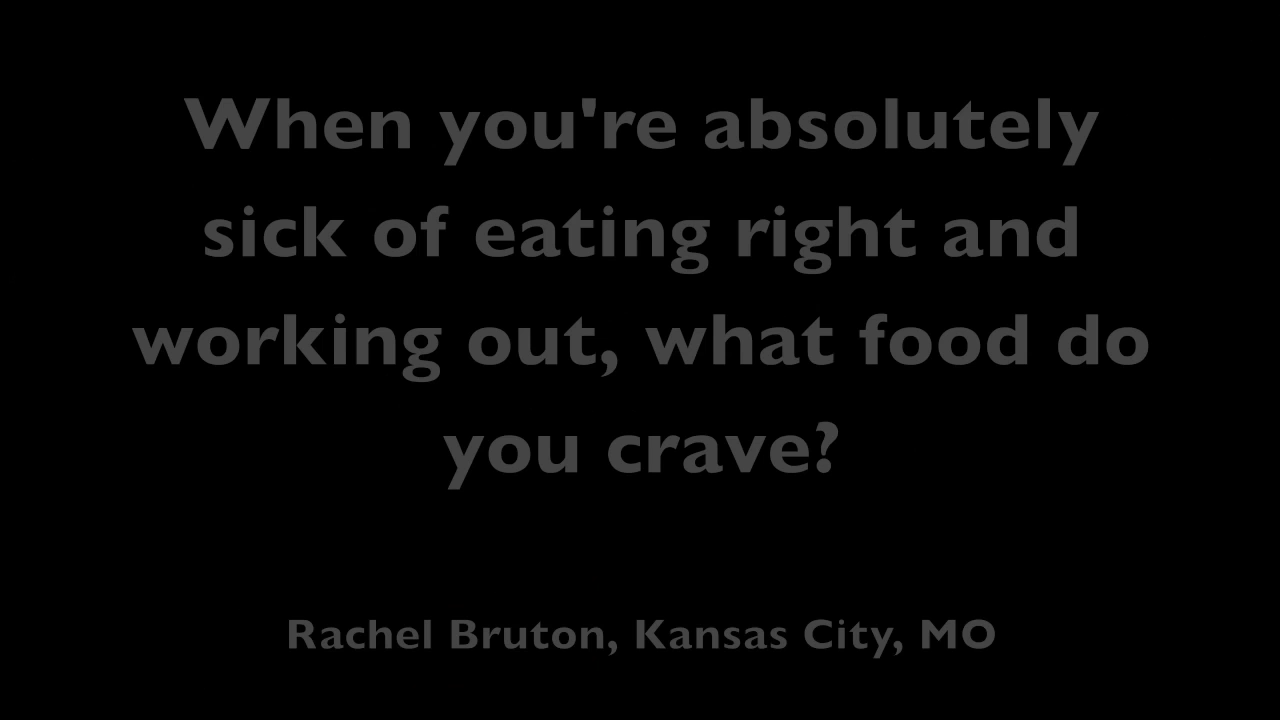 When you're absolutely
sick of eating right and
working out, what food do
you crave?
Rachel Bruton, Kansas City, MO